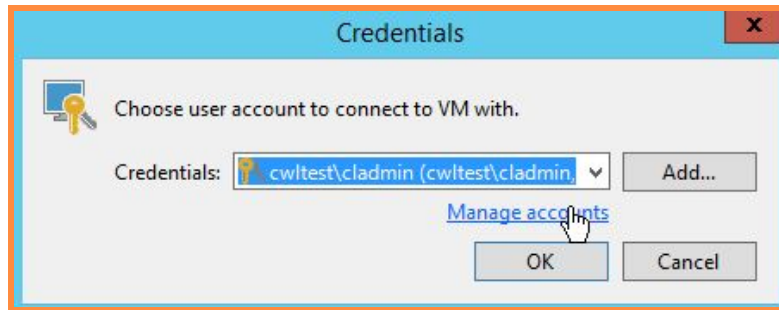 Credentials
x
Choose user account to connect to VM with.
Credentials: cwltest\cladmin (cwltest\cladmin, Add...
Manage accounts
OK Cancel